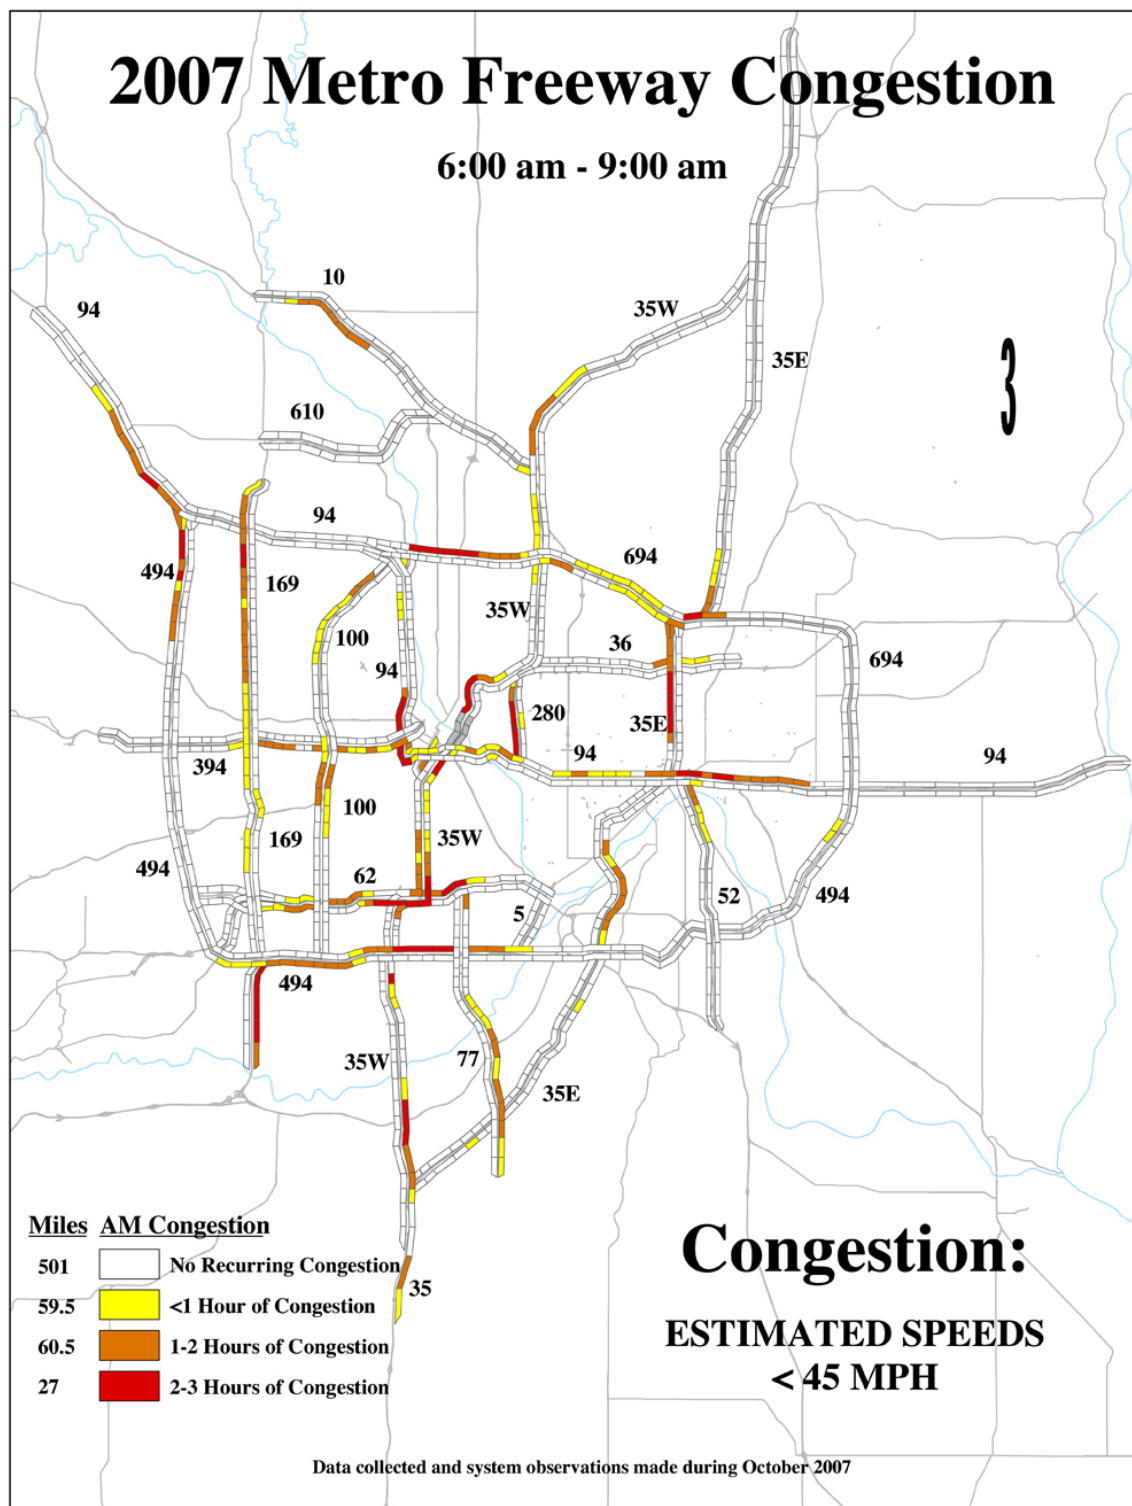 2007 Metro Freeway Congestion
6:00 am - 9:00 am
10
94
35W
35E
3
610
94
694
494
169
35W
100
36
694
94
280
35E
94
94
394
100
35W
169
494
62
52
494
5
494
35W
77
35E
Miles AM Congestion
501 No Recurring Congestion
59.5 <1 Hour of Congestion
60.5 1-2 Hours of Congestion
27 2-3 Hours of Congestion
35
Congestion:
ESTIMATED SPEEDS
< 45 MPH
Data collected and system observations made during October 2007